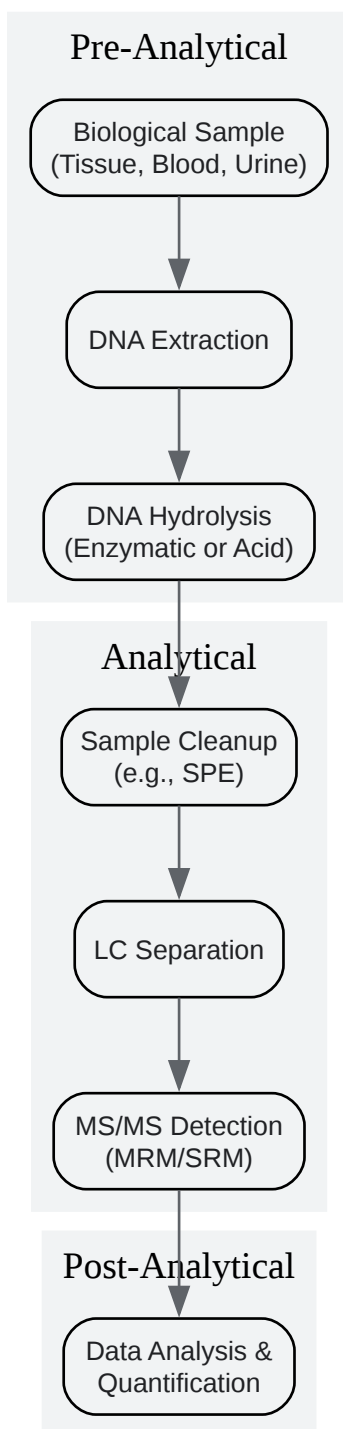 Pre-Analytical
Biological Sample
(Tissue, Blood, Urine)
DNA Extraction
DNA Hydrolysis
(Enzymatic or Acid)
Analytical
Sample Cleanup
(e.g., SPE)
LC Separation
MS/MS Detection
(MRM/SRM)
Post-Analytical
Data Analysis &
Quantification